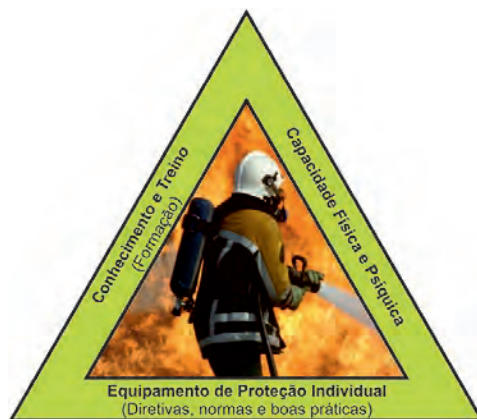 Conhecimento e Treino
(Formação)
Capacidade Física e Psíquica
Equipamento de Proteção Individual
(Diretivas, normas e boas práticas)